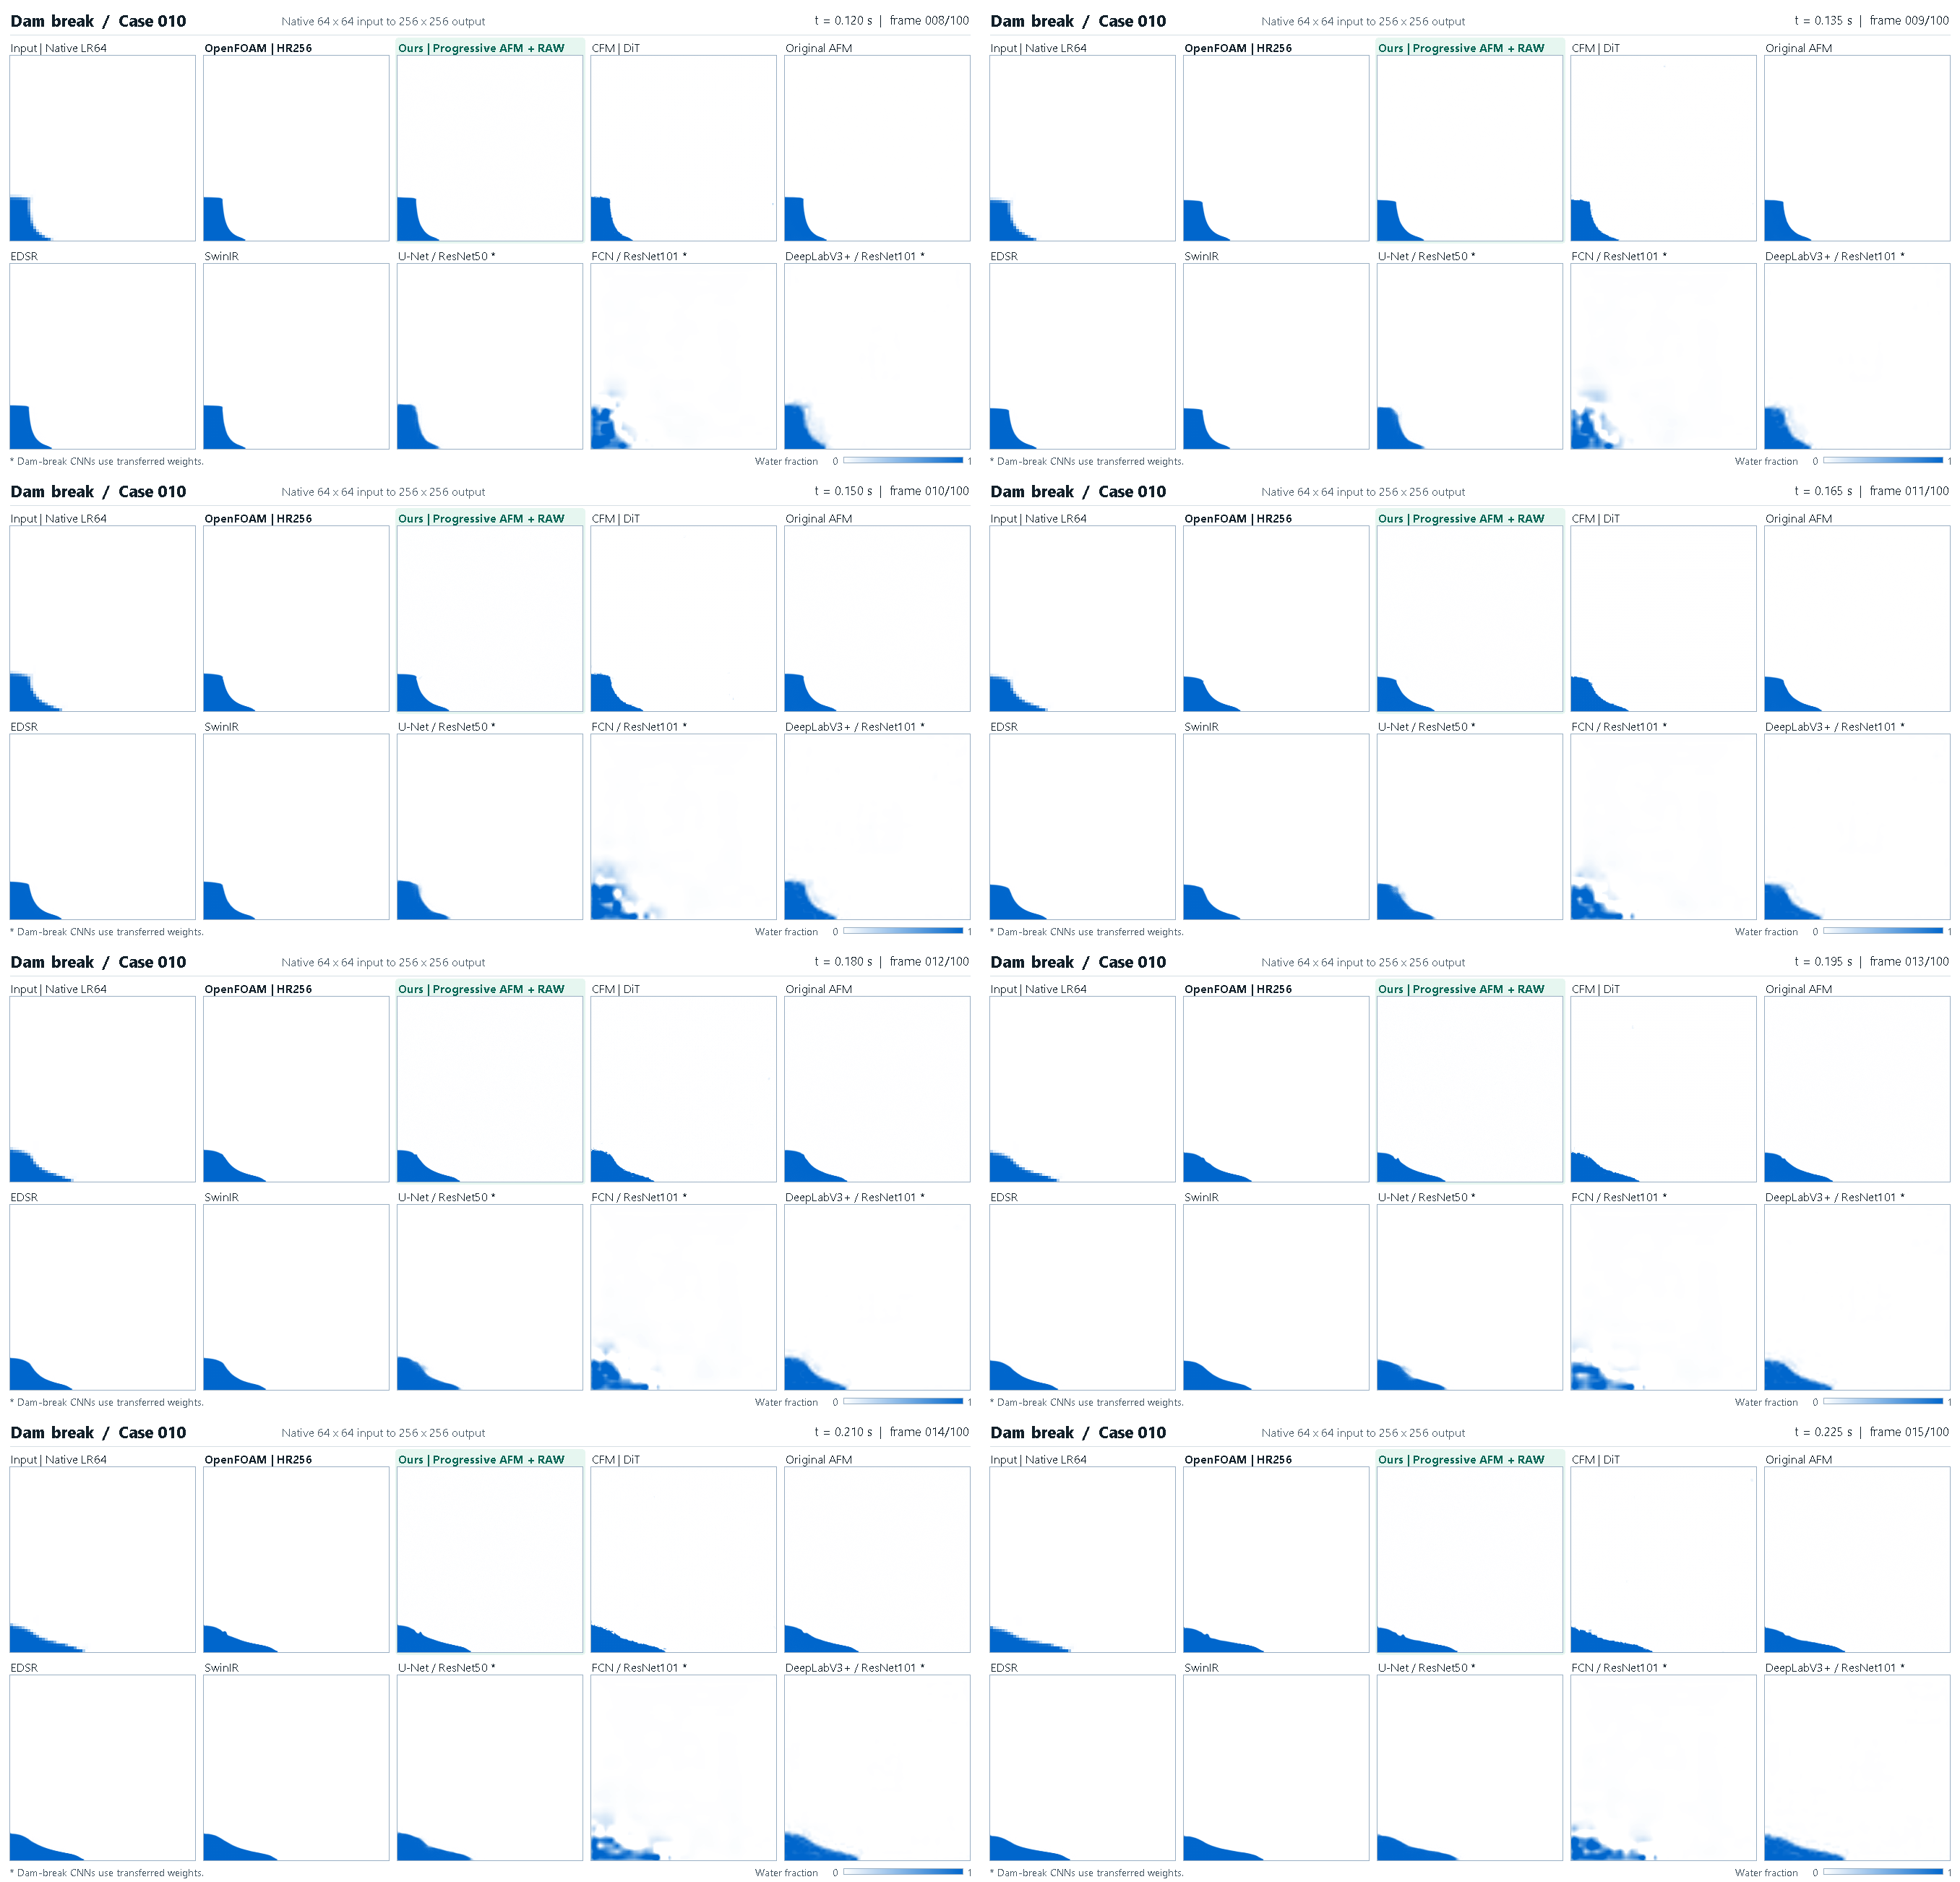 Dam break / Case 010 Native 64 x 64 input to 256 x 256 output t = 0.120 s | frame 008/100
Input | Native LR64 OpenFOAM | HR256 Ours | Progressive AFM + RAW CFM | DiT Original AFM
EDSR SwinIR U-Net / ResNet50 * FCN / ResNet101 * DeepLabV3+ / ResNet101 *
* Dam-break CNNs use transferred weights. Water fraction 0 1
Dam break / Case 010 Native 64 x 64 input to 256 x 256 output t = 0.135 s | frame 009/100
Input | Native LR64 OpenFOAM | HR256 Ours | Progressive AFM + RAW CFM | DiT Original AFM
EDSR SwinIR U-Net / ResNet50 * FCN / ResNet101 * DeepLabV3+ / ResNet101 *
* Dam-break CNNs use transferred weights. Water fraction 0 1
Dam break / Case 010 Native 64 x 64 input to 256 x 256 output t = 0.150 s | frame 010/100
Input | Native LR64 OpenFOAM | HR256 Ours | Progressive AFM + RAW CFM | DiT Original AFM
EDSR SwinIR U-Net / ResNet50 * FCN / ResNet101 * DeepLabV3+ / ResNet101 *
* Dam-break CNNs use transferred weights. Water fraction 0 1
Dam break / Case 010 Native 64 x 64 input to 256 x 256 output t = 0.165 s | frame 011/100
Input | Native LR64 OpenFOAM | HR256 Ours | Progressive AFM + RAW CFM | DiT Original AFM
EDSR SwinIR U-Net / ResNet50 * FCN / ResNet101 * DeepLabV3+ / ResNet101 *
* Dam-break CNNs use transferred weights. Water fraction 0 1
Dam break / Case 010 Native 64 x 64 input to 256 x 256 output t = 0.180 s | frame 012/100
Input | Native LR64 OpenFOAM | HR256 Ours | Progressive AFM + RAW CFM | DiT Original AFM
EDSR SwinIR U-Net / ResNet50 * FCN / ResNet101 * DeepLabV3+ / ResNet101 *
* Dam-break CNNs use transferred weights. Water fraction 0 1
Dam break / Case 010 Native 64 x 64 input to 256 x 256 output t = 0.195 s | frame 013/100
Input | Native LR64 OpenFOAM | HR256 Ours | Progressive AFM + RAW CFM | DiT Original AFM
EDSR SwinIR U-Net / ResNet50 * FCN / ResNet101 * DeepLabV3+ / ResNet101 *
* Dam-break CNNs use transferred weights. Water fraction 0 1
Dam break / Case 010 Native 64 x 64 input to 256 x 256 output t = 0.210 s | frame 014/100
Input | Native LR64 OpenFOAM | HR256 Ours | Progressive AFM + RAW CFM | DiT Original AFM
EDSR SwinIR U-Net / ResNet50 * FCN / ResNet101 * DeepLabV3+ / ResNet101 *
* Dam-break CNNs use transferred weights. Water fraction 0 1
Dam break / Case 010 Native 64 x 64 input to 256 x 256 output t = 0.225 s | frame 015/100
Input | Native LR64 OpenFOAM | HR256 Ours | Progressive AFM + RAW CFM | DiT Original AFM
EDSR SwinIR U-Net / ResNet50 * FCN / ResNet101 * DeepLabV3+ / ResNet101 *
* Dam-break CNNs use transferred weights. Water fraction 0 1